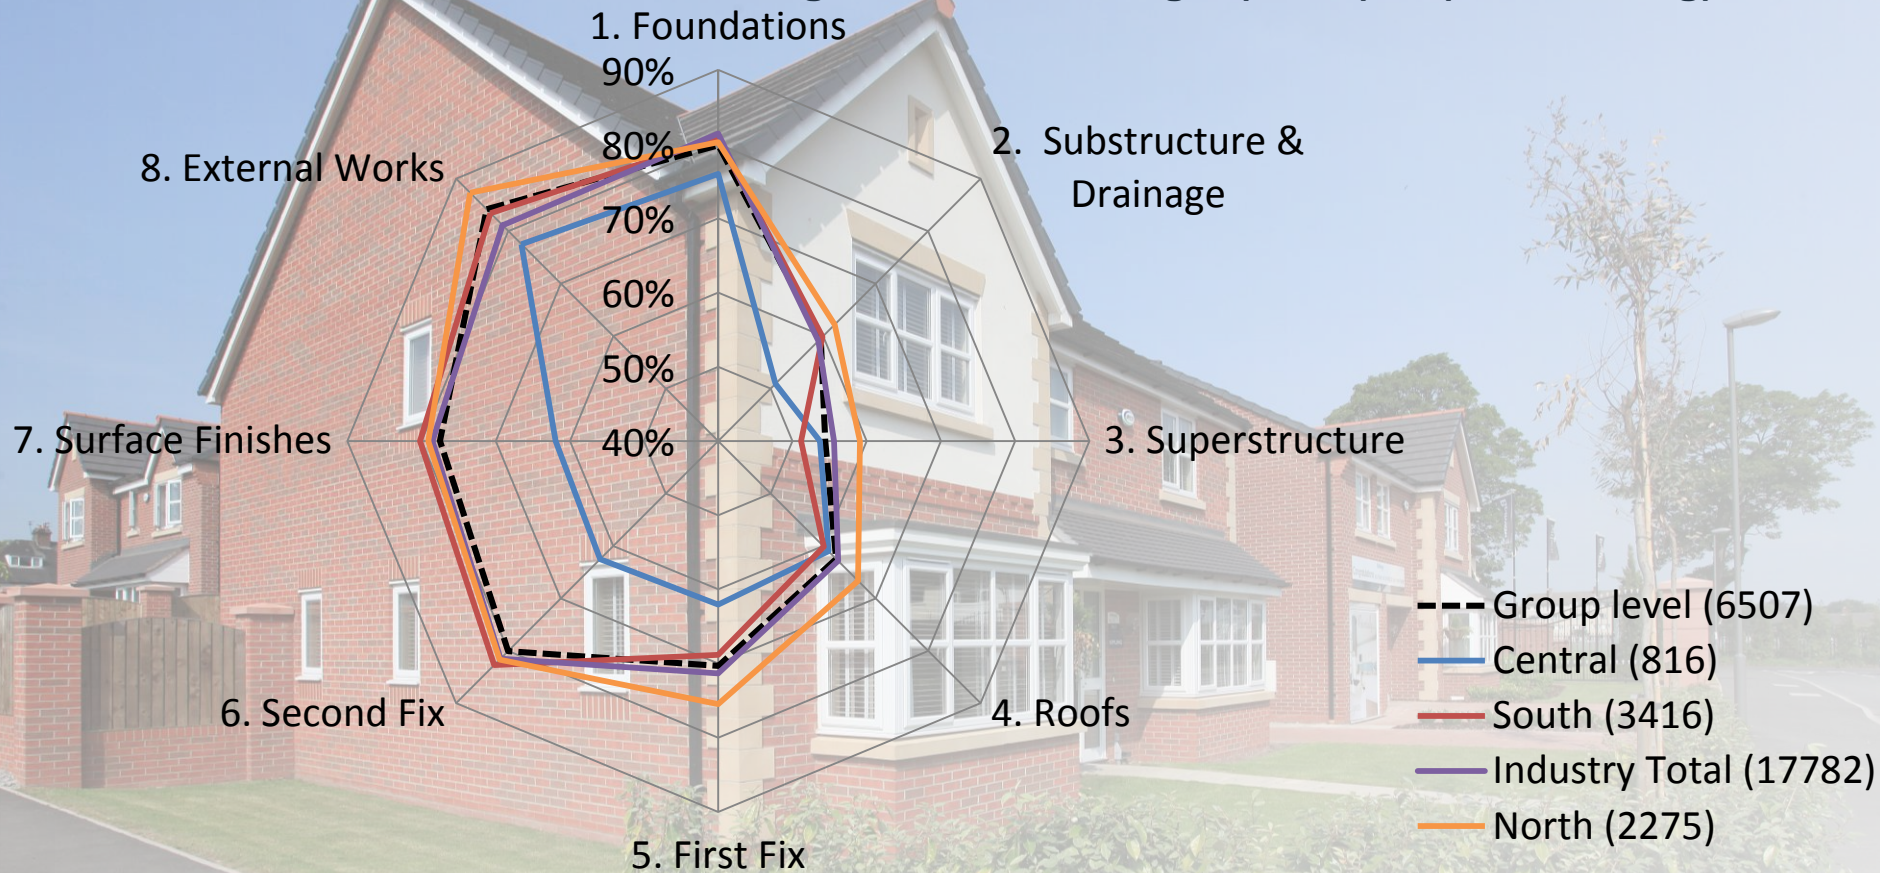 1. Foundations
90%
80%
70%
60%
50%
40%
2. Substructure &
Drainage
3. Superstructure
4. Roofs
5. First Fix
6. Second Fix
7. Surface Finishes
8. External Works
Group level (6507)
Central (816)
South (3416)
Industry Total (17782)
North (2275)